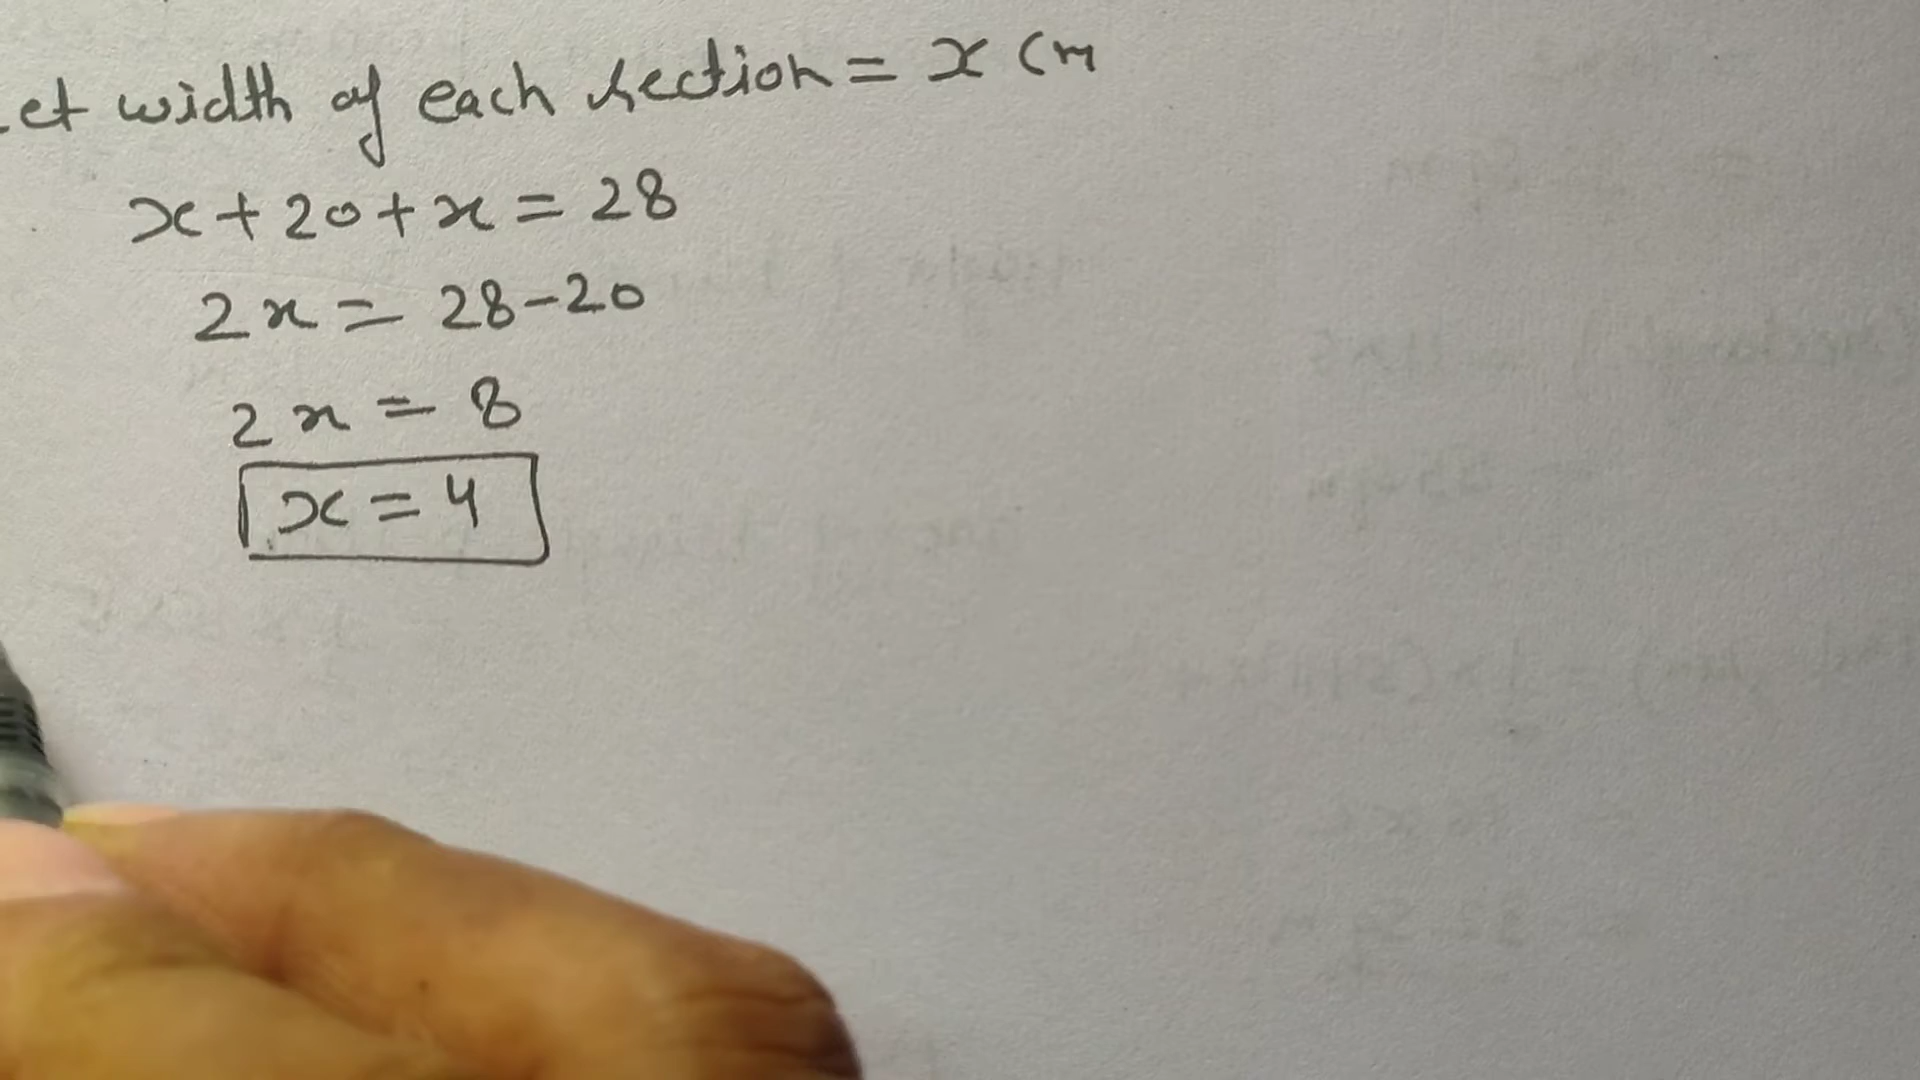 et width of each section = x cm
x + 20 + x = 28
2x = 28 - 20
2x = 8
x = 4